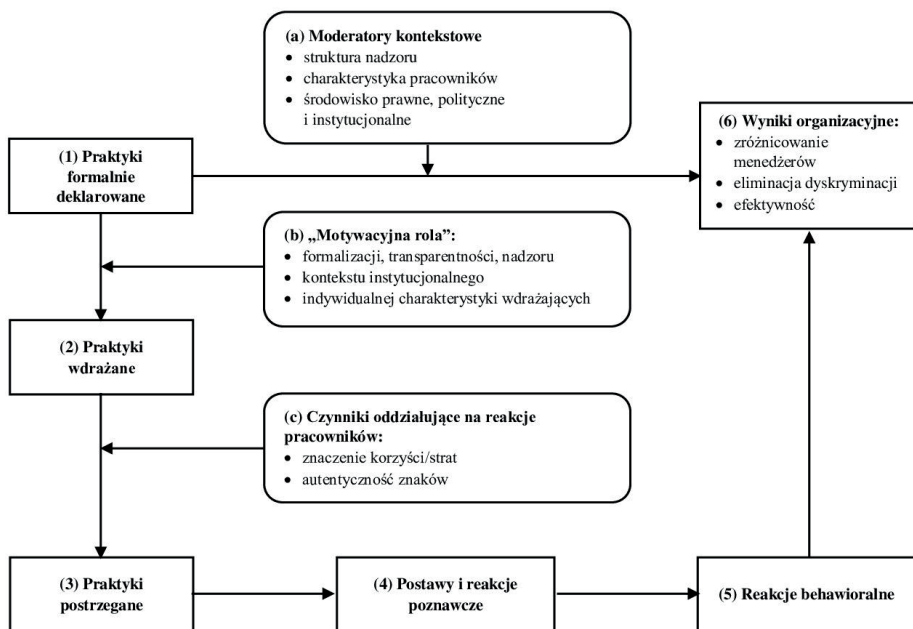 (a) Moderatory kontekstowe
• struktura nadzoru
• charakterystyka pracowników
• środowisko prawne, polityczne
i instytucjonalne
(6) Wyniki organizacyjne:
• zróżnicowanie
menedżerów
• eliminacja dyskryminacji
• efektywność
(1) Praktyki
formalnie
deklarowane
(b) „Motywacyjna rola”:
• formalizacji, transparentności, nadzoru
• kontekstu instytucjonalnego
• indywidualnej charakterystyki wdrażających
(2) Praktyki
wdrażane
(c) Czynniki oddziałujące na reakcje
pracowników:
• znaczenie korzyści/strat
• autentyczność znaków
(3) Praktyki
postrzegane
(4) Postawy i reakcje
poznawcze
(5) Reakcje behawioralne